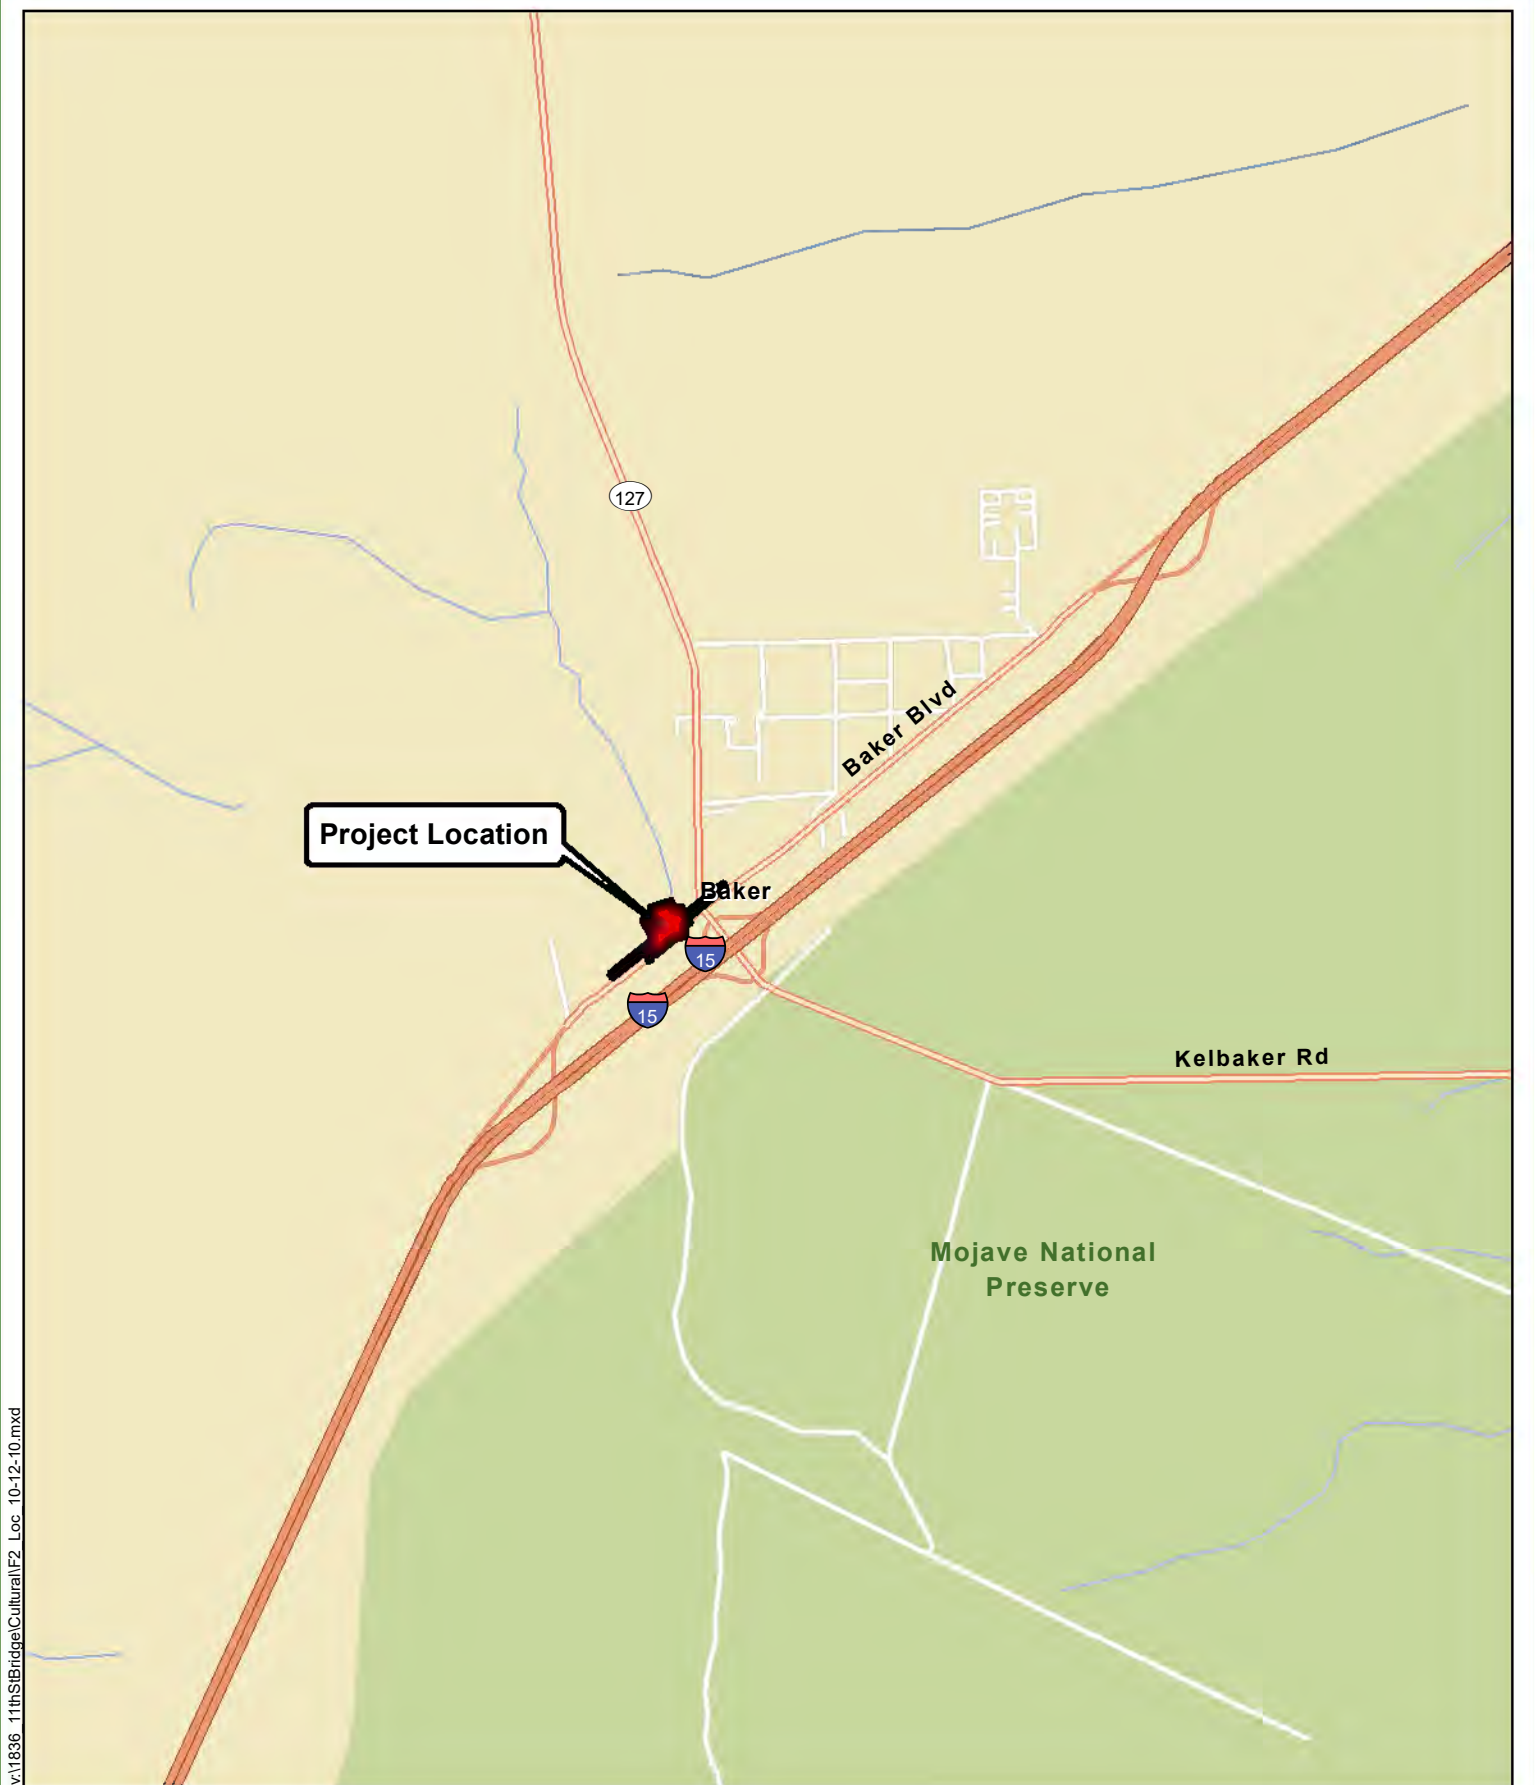 127
Baker Blvd
Project Location
Baker
15
15
Kelbaker Rd
Mojave National
Preserve
v:\1836_11thStBridge\Cultural\F2_Loc_10-12-10.mxd